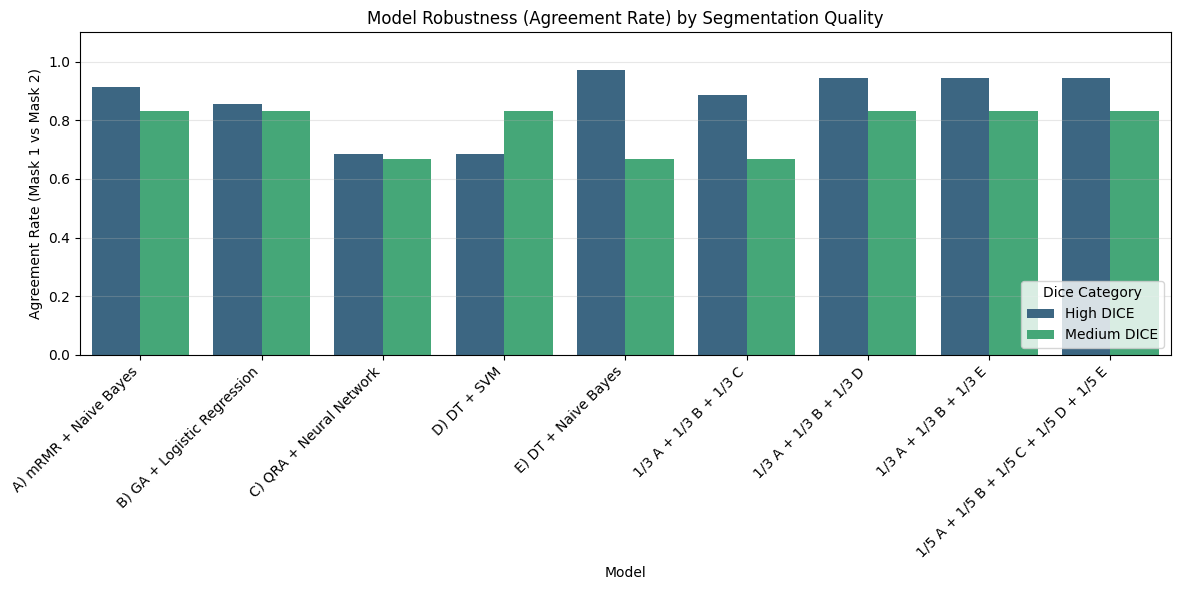 Model Robustness (Agreement Rate) by Segmentation Quality
Agreement Rate (Mask 1 vs Mask 2)
1.0
0.8
0.6
0.4
0.2
0.0
Dice Category
High DICE
Medium DICE
A) mRMR + Naive Bayes
B) GA + Logistic Regression
C) QRA + Neural Network
D) DT + SVM
E) DT + Naive Bayes
1/3 A + 1/3 B + 1/3 C
1/3 A + 1/3 B + 1/3 D
1/3 A + 1/3 B + 1/3 E
1/5 A + 1/5 B + 1/5 C + 1/5 D + 1/5 E
Model